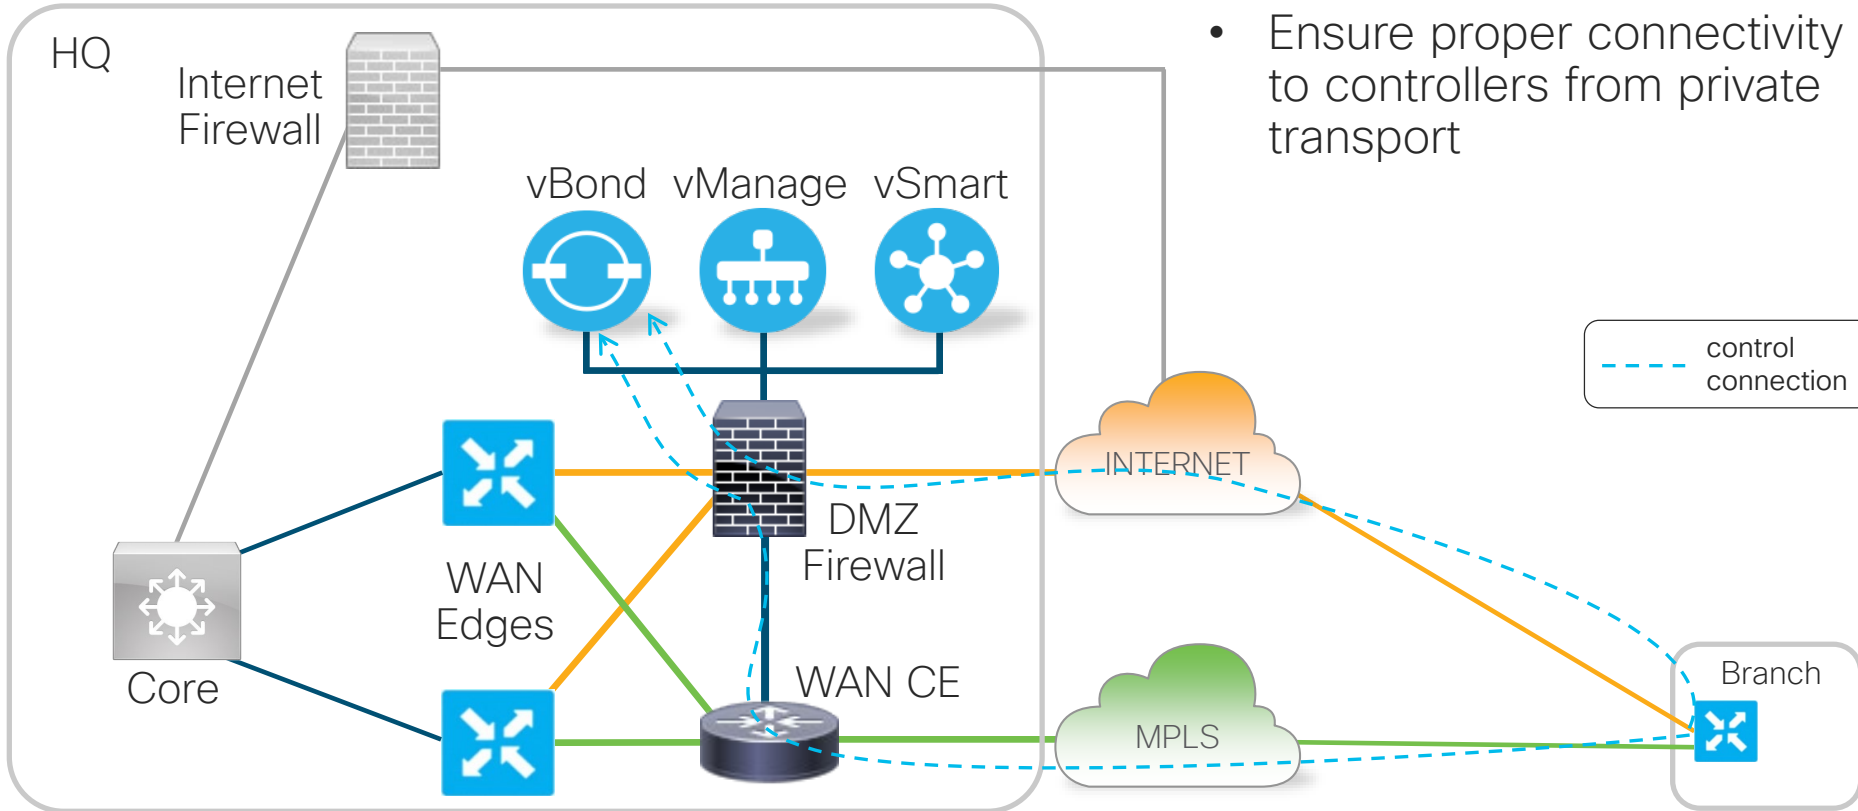 HQ
Internet
Firewall
• Ensure proper connectivity
to controllers from private
transport
vBond
vManage
vSmart
control
connection
INTERNET
DMZ
Firewall
WAN
Edges
Core
WAN CE
MPLS
Branch